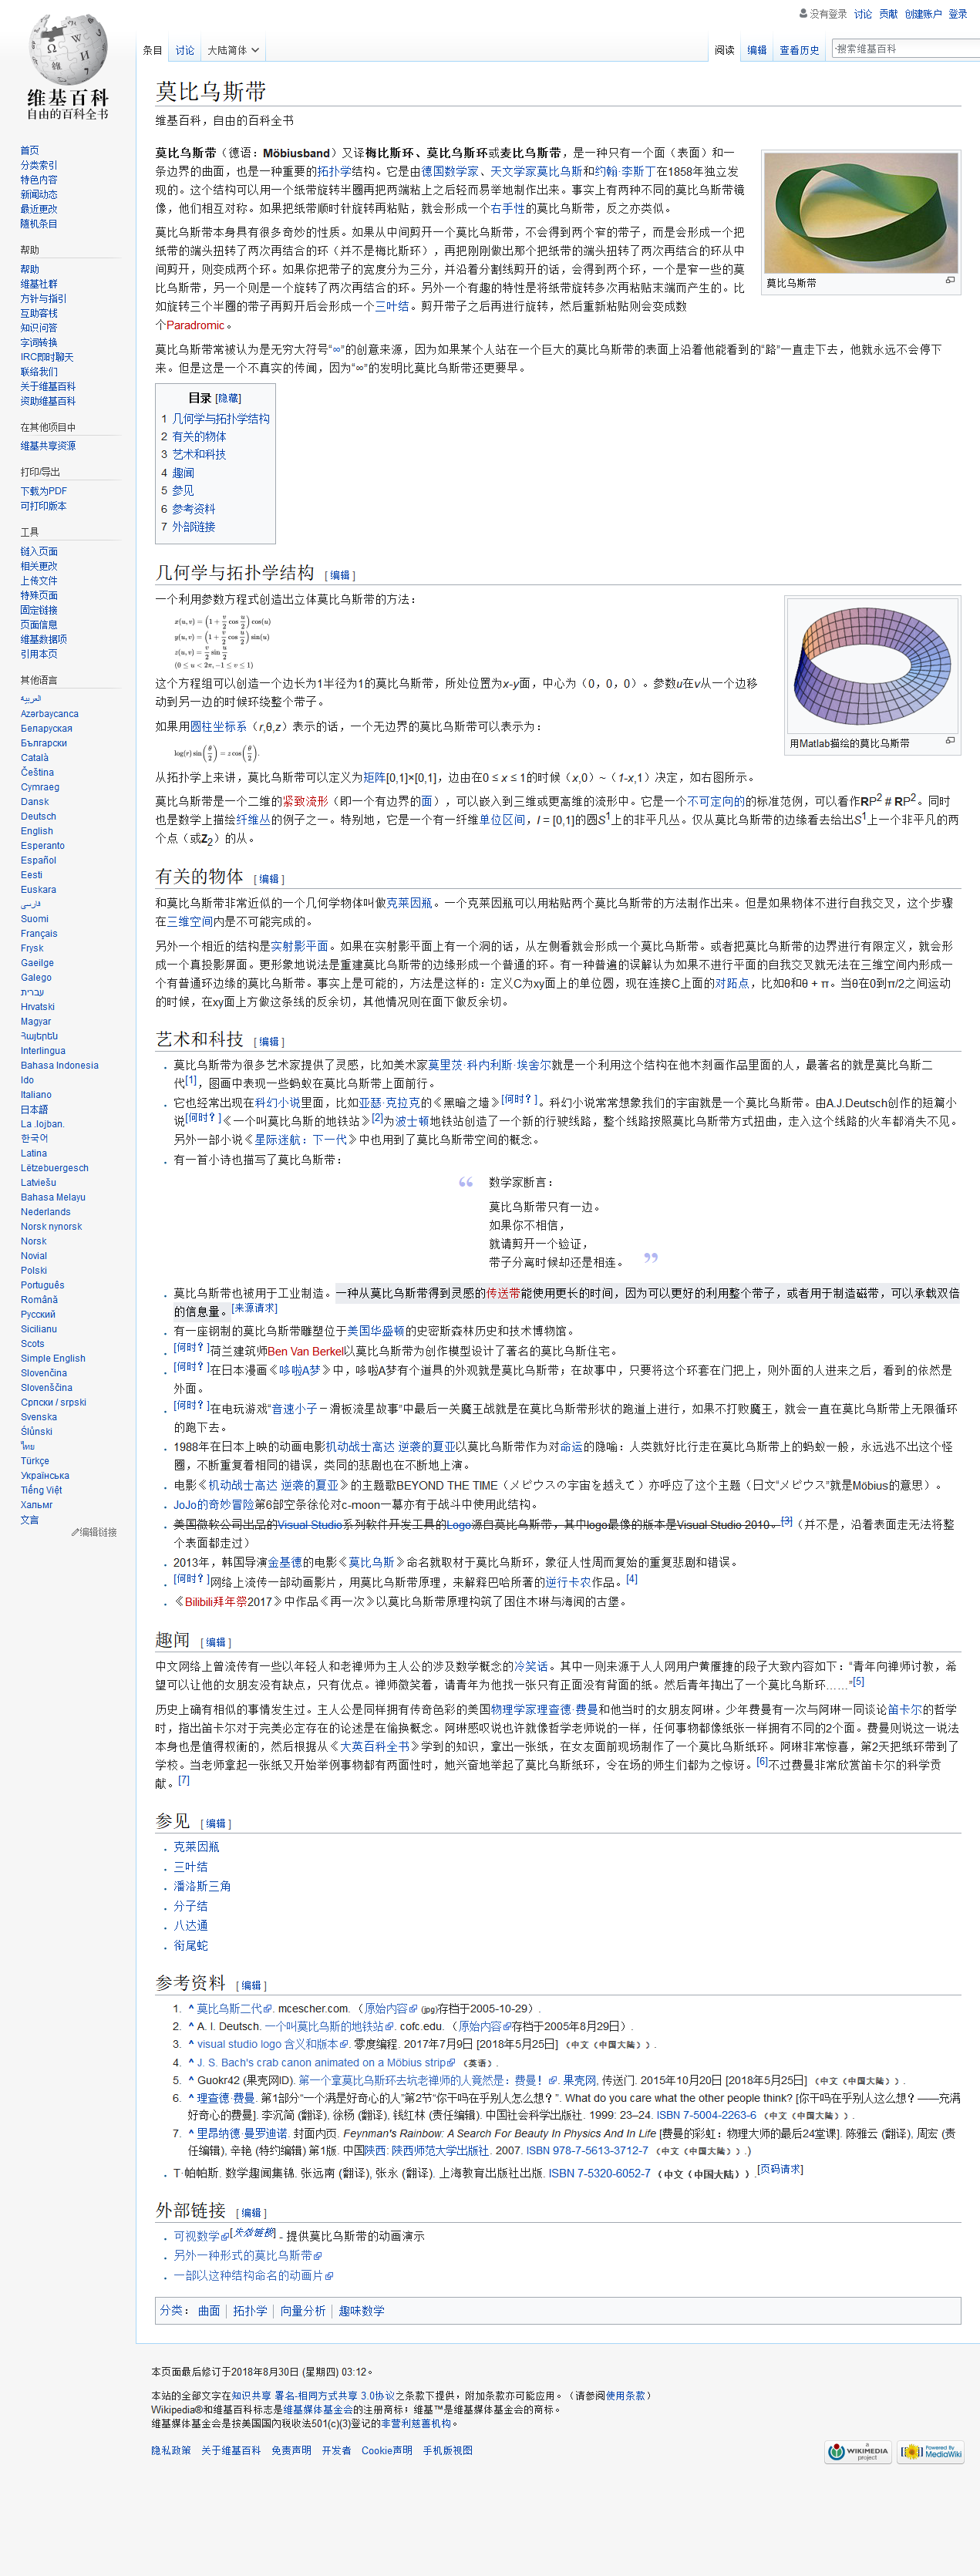 没有登录 讨论 贡献 创建账户 登录
条目 讨论 大陆简体
阅读 编辑 查看历史 搜索维基百科
维基百科
自由的百科全书
首页
分类索引
特色内容
新闻动态
最近更改
随机条目
帮助
帮助
维基社群
方针与指引
互助客栈
知识问答
字词转换
IRC即时聊天
联络我们
关于维基百科
资助维基百科
在其他项目中
维基共享资源
打印/导出
下载为PDF
可打印版本
工具
链入页面
相关更改
上传文件
特殊页面
固定链接
页面信息
维基数据项
引用本页
其他语言
العربية
Azərbaycanca
Беларуская
Български
Català
Čeština
Cymraeg
Dansk
Deutsch
English
Esperanto
Español
Eesti
Euskara
فارسی
Suomi
Français
Frysk
Gaeilge
Galego
עברית
Hrvatski
Magyar
Հայերեն
Interlingua
Bahasa Indonesia
Ido
Italiano
日本語
La .lojban.
한국어
Latina
Lëtzebuergesch
Latviešu
Bahasa Melayu
Nederlands
Norsk nynorsk
Norsk
Novial
Polski
Português
Română
Русский
Sicilianu
Scots
Simple English
Slovenčina
Slovenščina
Српски / srpski
Svenska
Ślůnski
ไทย
Türkçe
Українська
Tiếng Việt
Хальмг
文言
编辑链接
莫比乌斯带
维基百科，自由的百科全书
莫比乌斯带（德语：Möbiusband）又译梅比斯环、莫比乌斯环或麦比乌斯带，是一种只有一个面（表面）和一
条边界的曲面，也是一种重要的拓扑学结构。它是由德国数学家、天文学家莫比乌斯和约翰·李斯丁在1858年独立发
现的。这个结构可以用一个纸带旋转半圈再把两端粘上之后轻而易举地制作出来。事实上有两种不同的莫比乌斯带镜
像，他们相互对称。如果把纸带顺时针旋转再粘贴，就会形成一个右手性的莫比乌斯带，反之亦类似。
莫比乌斯带本身具有很多奇妙的性质。如果从中间剪开一个莫比乌斯带，不会得到两个窄的带子，而是会形成一个把
纸带的端头扭转了两次再结合的环（并不是梅比斯环），再把刚刚做出那个把纸带的端头扭转了两次再结合的环从中
间剪开，则变成两个环。如果你把带子的宽度分为三分，并沿着分割线剪开的话，会得到两个环，一个是窄一些的莫
比乌斯带，另一个则是一个旋转了两次再结合的环。另外一个有趣的特性是将纸带旋转多次再粘贴末端而产生的。比
如旋转三个半圈的带子再剪开后会形成一个三叶结。剪开带子之后再进行旋转，然后重新粘贴则会变成数
个Paradromic。
莫比乌斯带
莫比乌斯带常被认为是无穷大符号“∞”的创意来源，因为如果某个人站在一个巨大的莫比乌斯带的表面上沿着他能看到的“路”一直走下去，他就永远不会停下
来。但是这是一个不真实的传闻，因为“∞”的发明比莫比乌斯带还更要早。
目录 [隐藏]
1 几何学与拓扑学结构
2 有关的物体
3 艺术和科技
4 趣闻
5 参见
6 参考资料
7 外部链接
几何学与拓扑学结构 [ 编辑 ]
一个利用参数方程式创造出立体莫比乌斯带的方法：
x(u,v) = (1 + v/2 cos u/2) cos(u)
y(u,v) = (1 + v/2 cos u/2) sin(u)
z(u,v) = v/2 sin u/2
(0 ≤ u < 2π, −1 ≤ v ≤ 1)
这个方程组可以创造一个边长为1半径为1的莫比乌斯带，所处位置为x-y面，中心为（0，0，0）。参数u在v从一个边移
动到另一边的时候环绕整个带子。
如果用圆柱坐标系（r,θ,z）表示的话，一个无边界的莫比乌斯带可以表示为：
log(r) sin(θ/2) = z cos(θ/2).
用Matlab描绘的莫比乌斯带
从拓扑学上来讲，莫比乌斯带可以定义为矩阵[0,1]×[0,1]，边由在0 ≤ x ≤ 1的时候（x,0）~（1-x,1）决定，如右图所示。
莫比乌斯带是一个二维的紧致流形（即一个有边界的面），可以嵌入到三维或更高维的流形中。它是一个不可定向的的标准范例，可以看作RP² # RP²。同时
也是数学上描绘纤维丛的例子之一。特别地，它是一个有一纤维单位区间，I = [0,1]的圆S¹上的非平凡丛。仅从莫比乌斯带的边缘看去给出S¹上一个非平凡的两
个点（或Z₂）的从。
有关的物体 [ 编辑 ]
和莫比乌斯带非常近似的一个几何学物体叫做克莱因瓶。一个克莱因瓶可以用粘贴两个莫比乌斯带的方法制作出来。但是如果物体不进行自我交叉，这个步骤
在三维空间内是不可能完成的。
另外一个相近的结构是实射影平面。如果在实射影平面上有一个洞的话，从左侧看就会形成一个莫比乌斯带。或者把莫比乌斯带的边界进行有限定义，就会形
成一个真投影屏面。更形象地说法是重建莫比乌斯带的边缘形成一个普通的环。有一种普遍的误解认为如果不进行平面的自我交叉就无法在三维空间内形成一
个有普通环边缘的莫比乌斯带。事实上是可能的，方法是这样的：定义C为xy面上的单位圆，现在连接C上面的对跖点，比如θ和θ + π。当θ在0到π/2之间运动
的时候，在xy面上方做这条线的反余切，其他情况则在面下做反余切。
艺术和科技 [ 编辑 ]
莫比乌斯带为很多艺术家提供了灵感，比如美术家莫里茨·科内利斯·埃舍尔就是一个利用这个结构在他木刻画作品里面的人，最著名的就是莫比乌斯二
代[1]，图画中表现一些蚂蚁在莫比乌斯带上面前行。
它也经常出现在科幻小说里面，比如亚瑟·克拉克的《黑暗之墙》[何时？]。科幻小说常常想象我们的宇宙就是一个莫比乌斯带。由A.J.Deutsch创作的短篇小
说[何时？]《一个叫莫比乌斯的地铁站》[2]为波士顿地铁站创造了一个新的行驶线路，整个线路按照莫比乌斯带方式扭曲，走入这个线路的火车都消失不见。
另外一部小说《星际迷航：下一代》中也用到了莫比乌斯带空间的概念。
有一首小诗也描写了莫比乌斯带：
“ 数学家断言：
莫比乌斯带只有一边。
如果你不相信，
就请剪开一个验证，
带子分离时候却还是相连。 ”
莫比乌斯带也被用于工业制造。一种从莫比乌斯带得到灵感的传送带能使用更长的时间，因为可以更好的利用整个带子，或者用于制造磁带，可以承载双倍
的信息量。[来源请求]
有一座钢制的莫比乌斯带雕塑位于美国华盛顿的史密斯森林历史和技术博物馆。
[何时？]荷兰建筑师Ben Van Berkel以莫比乌斯带为创作模型设计了著名的莫比乌斯住宅。
[何时？]在日本漫画《哆啦A梦》中，哆啦A梦有个道具的外观就是莫比乌斯带；在故事中，只要将这个环套在门把上，则外面的人进来之后，看到的依然是
外面。
[何时？]在电玩游戏“音速小子－滑板流星故事”中最后一关魔王战就是在莫比乌斯带形状的跑道上进行，如果不打败魔王，就会一直在莫比乌斯带上无限循环
的跑下去。
1988年在日本上映的动画电影机动战士高达 逆袭的夏亚以莫比乌斯带作为对命运的隐喻：人类就好比行走在莫比乌斯带上的蚂蚁一般，永远逃不出这个怪
圈，不断重复着相同的错误，类同的悲剧也在不断地上演。
电影《机动战士高达 逆袭的夏亚》的主题歌BEYOND THE TIME（メビウスの宇宙を越えて）亦呼应了这个主题（日文“メビウス”就是Möbius的意思）。
JoJo的奇妙冒险第6部空条徐伦对c-moon一幕亦有于战斗中使用此结构。
美国微软公司出品的Visual Studio系列软件开发工具的Logo源自莫比乌斯带，其中logo最像的版本是Visual Studio 2010。[3]（并不是，沿着表面走无法将整
个表面都走过）
2013年，韩国导演金基德的电影《莫比乌斯》命名就取材于莫比乌斯环，象征人性周而复始的重复悲剧和错误。
[何时？]网络上流传一部动画影片，用莫比乌斯带原理，来解释巴哈所著的逆行卡农作品。[4]
《Bilibili拜年祭2017》中作品《再一次》以莫比乌斯带原理构筑了困住木琳与海阅的古堡。
趣闻 [ 编辑 ]
中文网络上曾流传有一些以年轻人和老禅师为主人公的涉及数学概念的冷笑话。其中一则来源于人人网用户黄雁捷的段子大致内容如下：“青年向禅师讨教，希
望可以让他的女朋友没有缺点，只有优点。禅师微笑着，请青年为他找一张只有正面没有背面的纸。然后青年掏出了一个莫比乌斯环……”[5]
历史上确有相似的事情发生过。主人公是同样拥有传奇色彩的美国物理学家理查德·费曼和他当时的女朋友阿琳。少年费曼有一次与阿琳一同谈论笛卡尔的哲学
时，指出笛卡尔对于完美必定存在的论述是在偷换概念。阿琳感叹说也许就像哲学老师说的一样，任何事物都像纸张一样拥有不同的2个面。费曼则说这一说法
本身也是值得权衡的，然后根据从《大英百科全书》学到的知识，拿出一张纸，在女友面前现场制作了一个莫比乌斯纸环。阿琳非常惊喜，第2天把纸环带到了
学校。当老师拿起一张纸又开始举例事物都有两面性时，她兴奋地举起了莫比乌斯纸环，令在场的师生们都为之惊讶。[6]不过费曼非常欣赏笛卡尔的科学贡
献。[7]
参见 [ 编辑 ]
克莱因瓶
三叶结
潘洛斯三角
分子结
八达通
衔尾蛇
参考资料 [ 编辑 ]
1. ^ 莫比乌斯二代. mcescher.com. （原始内容 (jpg)存档于2005-10-29）.
2. ^ A. I. Deutsch. 一个叫莫比乌斯的地铁站. cofc.edu. （原始内容存档于2005年8月29日）.
3. ^ visual studio logo 含义和版本. 零度编程. 2017年7月9日 [2018年5月25日] （中文（中国大陆））.
4. ^ J. S. Bach's crab canon animated on a Möbius strip （英语）.
5. ^ Guokr42 (果壳网ID). 第一个拿莫比乌斯环去坑老禅师的人竟然是：费曼！. 果壳网, 传送门. 2015年10月20日 [2018年5月25日] （中文（中国大陆））.
6. ^ 理查德·费曼. 第1部分“一个满是好奇心的人”第2节“你干吗在乎别人怎么想？”. What do you care what the other people think? [你干吗在乎别人这么想？——充满
好奇心的费曼]. 李沉简 (翻译), 徐杨 (翻译), 钱红林 (责任编辑). 中国社会科学出版社. 1999: 23–24. ISBN 7-5004-2263-6 （中文（中国大陆））.
7. ^ 里昂纳德·曼罗迪诺. 封面内页. Feynman's Rainbow: A Search For Beauty In Physics And In Life [费曼的彩虹：物理大师的最后24堂课]. 陈雅云 (翻译), 周宏 (责
任编辑), 辛艳 (特约编辑) 第1版. 中国陕西: 陕西师范大学出版社. 2007. ISBN 978-7-5613-3712-7 （中文（中国大陆））.)
T·帕帕斯. 数学趣闻集锦. 张远南 (翻译), 张永 (翻译). 上海教育出版社出版. ISBN 7-5320-6052-7 （中文（中国大陆））.[页码请求]
外部链接 [ 编辑 ]
可视数学[失效链接] - 提供莫比乌斯带的动画演示
另外一种形式的莫比乌斯带
一部以这种结构命名的动画片
分类： 曲面 | 拓扑学 | 向量分析 | 趣味数学
本页面最后修订于2018年8月30日 (星期四) 03:12。
本站的全部文字在知识共享 署名-相同方式共享 3.0协议之条款下提供，附加条款亦可能应用。（请参阅使用条款）
Wikipedia®和维基百科标志是维基媒体基金会的注册商标；维基™是维基媒体基金会的商标。
维基媒体基金会是按美国国內稅收法501(c)(3)登记的非营利慈善机构。
隐私政策 关于维基百科 免责声明 开发者 Cookie声明 手机版视图
A WIKIMEDIA project
Powered By MediaWiki